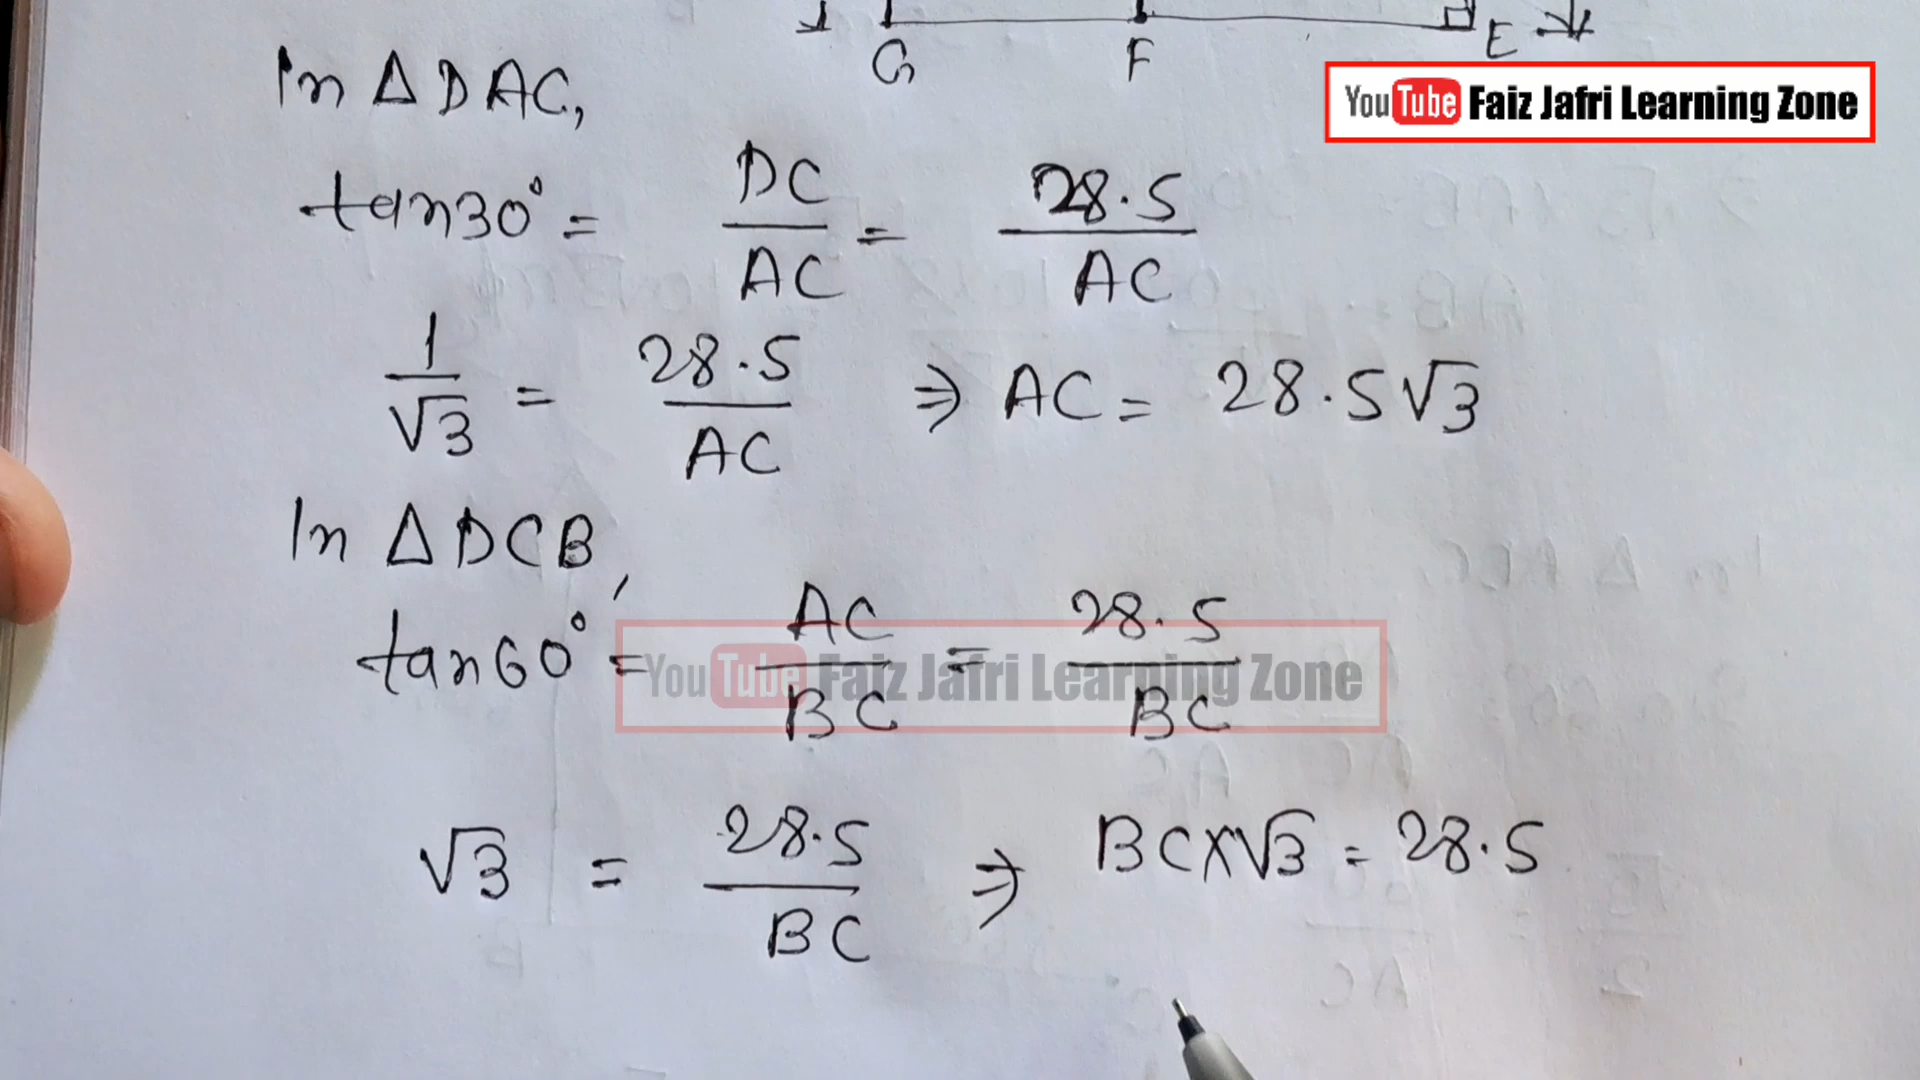 G F E
In △DAC,
YouTube Faiz Jafri Learning Zone
tan30° = DC/AC = 28.5/AC
1/√3 = 28.5/AC ⇒ AC = 28.5√3
In △DCB,
tan60° = AC/BC = 28.5/BC
YouTube Faiz Jafri Learning Zone
√3 = 28.5/BC ⇒ BC×√3 = 28.5